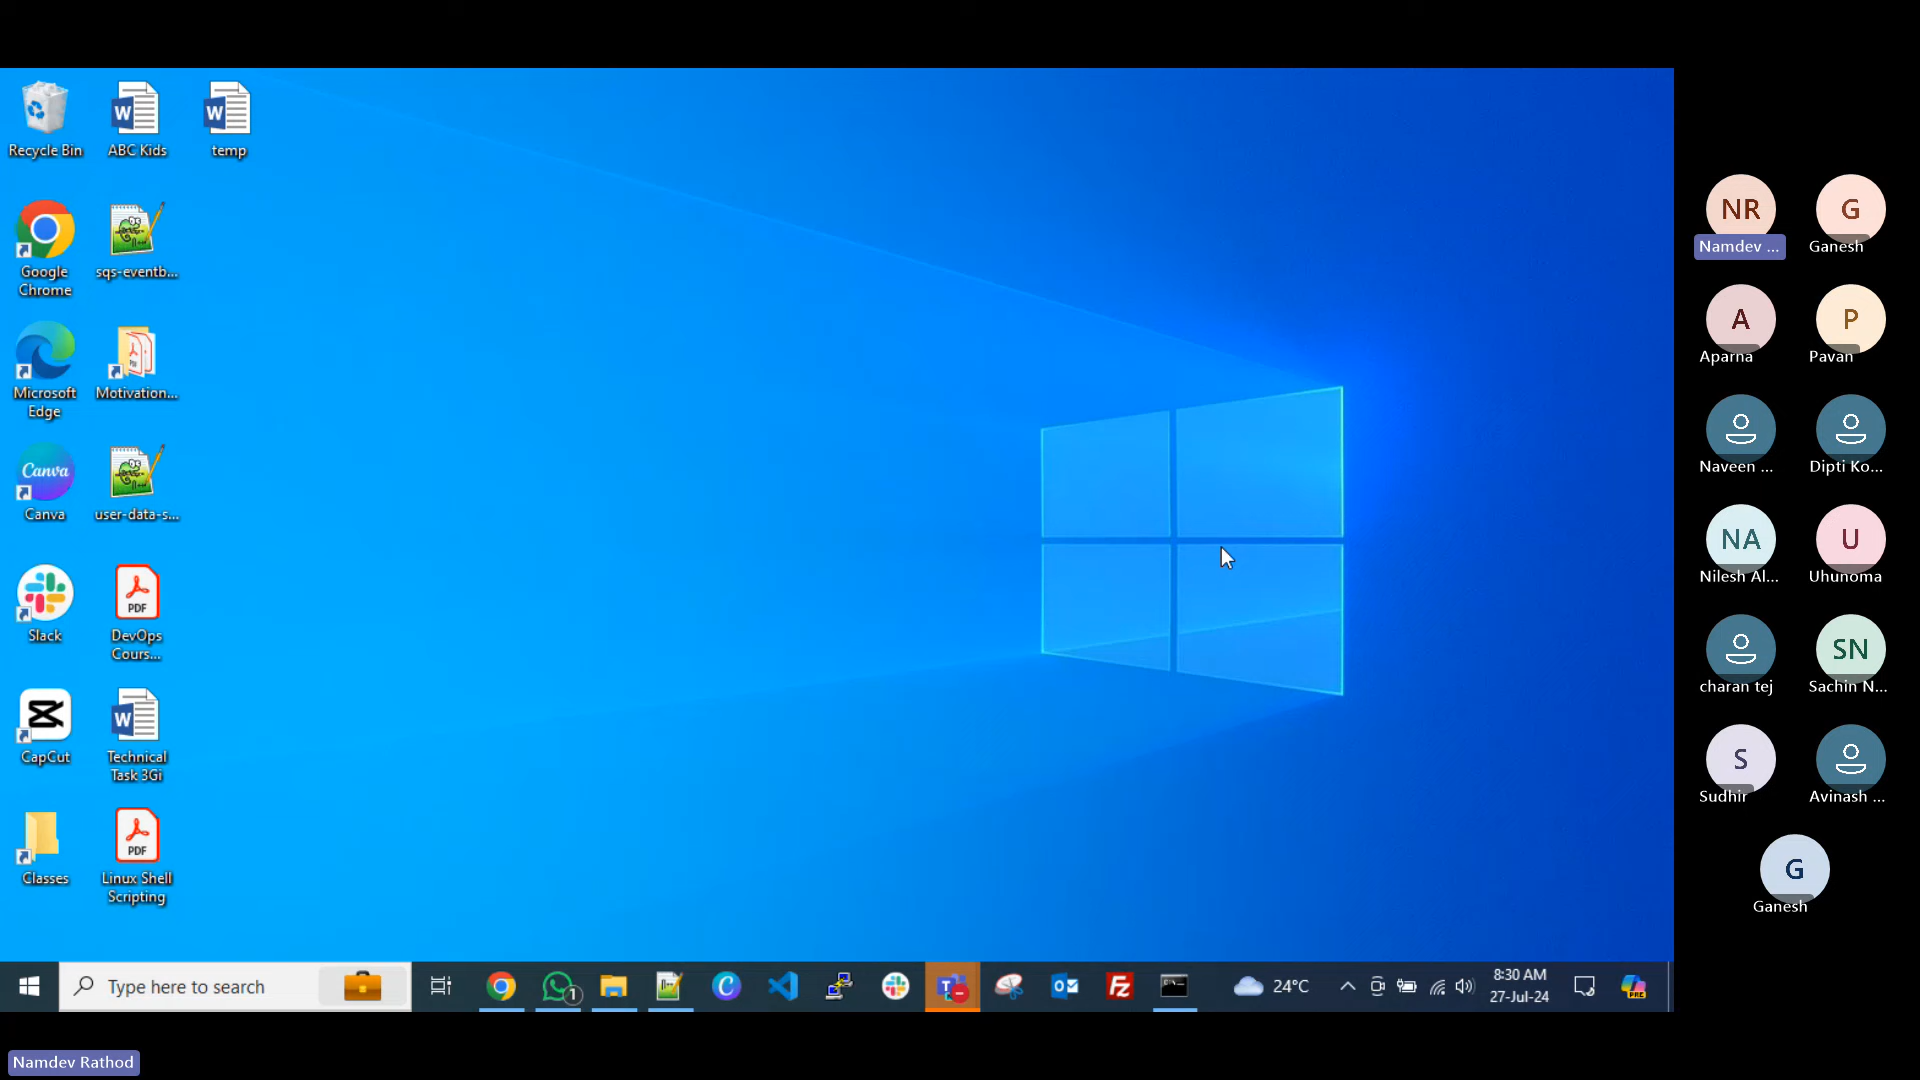 Recycle Bin
ABC Kids
temp
Google
Chrome
sqs-eventb...
Microsoft
Edge
Motivation...
Canva
Canva
user-data-s...
Slack
PDF
DevOps
Cours...
CapCut
Technical
Task 3Gi
Classes
PDF
Linux Shell
Scripting
NR
Namdev ...
G
Ganesh
A
Aparna
P
Pavan
Naveen ...
Dipti Ko...
NA
Nilesh Al...
U
Uhunoma
charan tej
SN
Sachin N...
S
Sudhir
Avinash ...
G
Ganesh
Type here to search
1
24°C
8:30 AM
27-Jul-24
PRE
Namdev Rathod